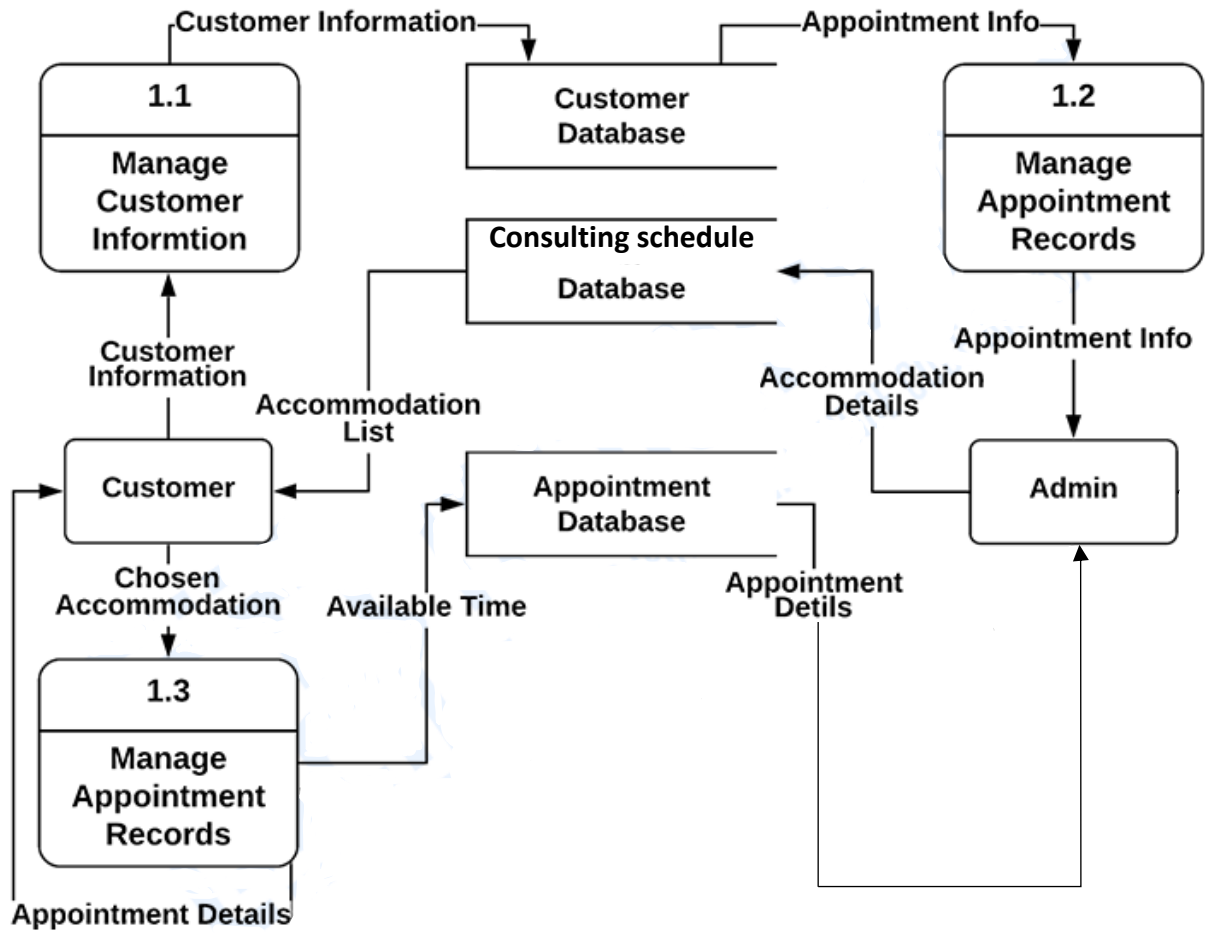 Customer Information
Appointment Info
1.1
Manage
Customer
Informtion
Customer
Database
1.2
Manage
Appointment
Records
Consulting schedule
Database
Customer
Information
Accommodation
List
Accommodation
Details
Appointment Info
Customer
Appointment
Database
Admin
Chosen
Accommodation
Available Time
Appointment
Detils
1.3
Manage
Appointment
Records
Appointment Details